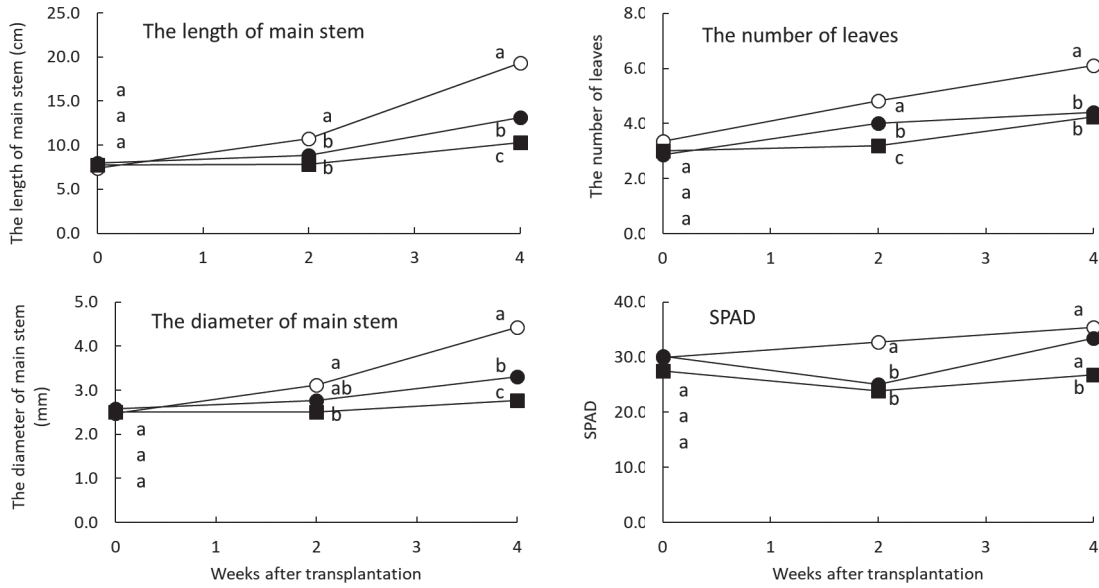 The length of main stem
The length of main stem (cm)
25.0
20.0
15.0
10.0
5.0
0.0
a
a
a
a
b
b
a
b
c
0 1 2 3 4
The number of leaves
The number of leaves
8.0
6.0
4.0
2.0
0.0
a
a
a
a
b
c
a
b
b
0 1 2 3 4
The diameter of main stem
The diameter of main stem
(mm)
5.0
4.0
3.0
2.0
1.0
0.0
a
a
a
a
ab
b
a
b
c
0 1 2 3 4
Weeks after transplantation
SPAD
SPAD
40.0
30.0
20.0
10.0
0.0
a
a
a
a
b
b
a
a
b
0 1 2 3 4
Weeks after transplantation